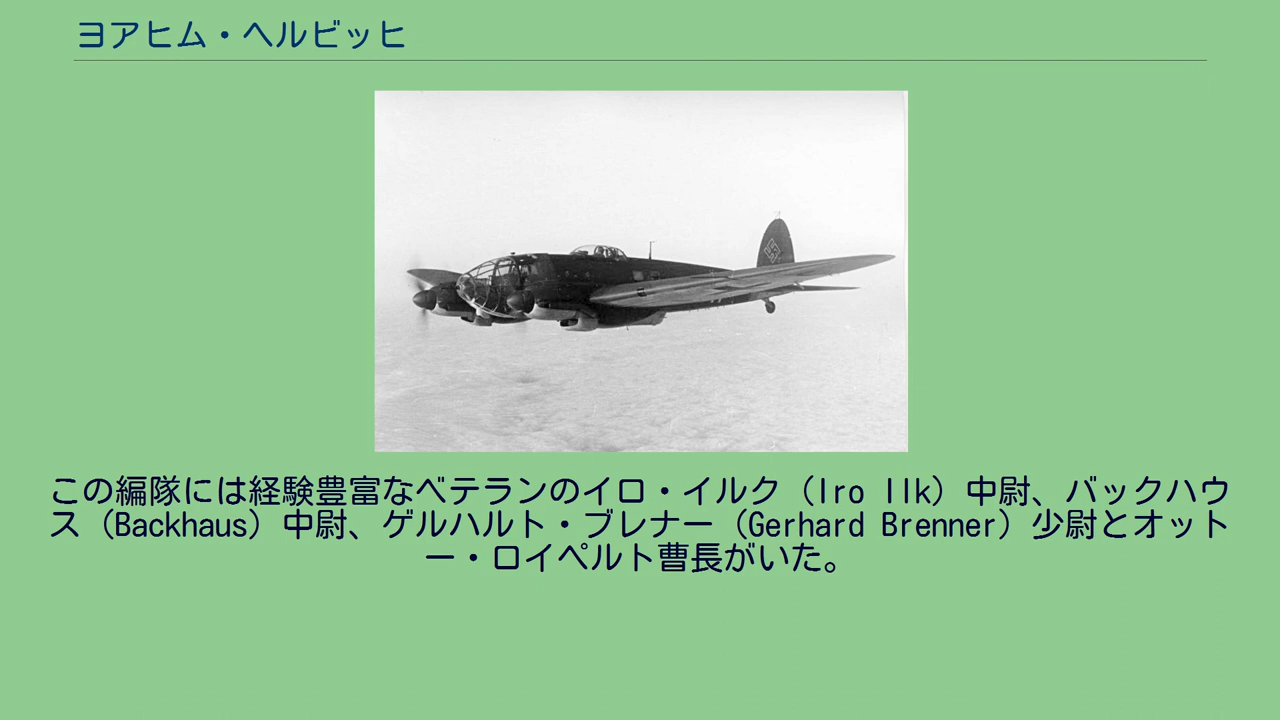 ヨアヒム・ヘルビッヒ
この編隊には経験豊富なベテランのイロ・イルク（Iro Ilk）中尉、バックハウ
ス（Backhaus）中尉、ゲルハルト・ブレナー（Gerhard Brenner）少尉とオット
ー・ロイペルト曹長がいた。